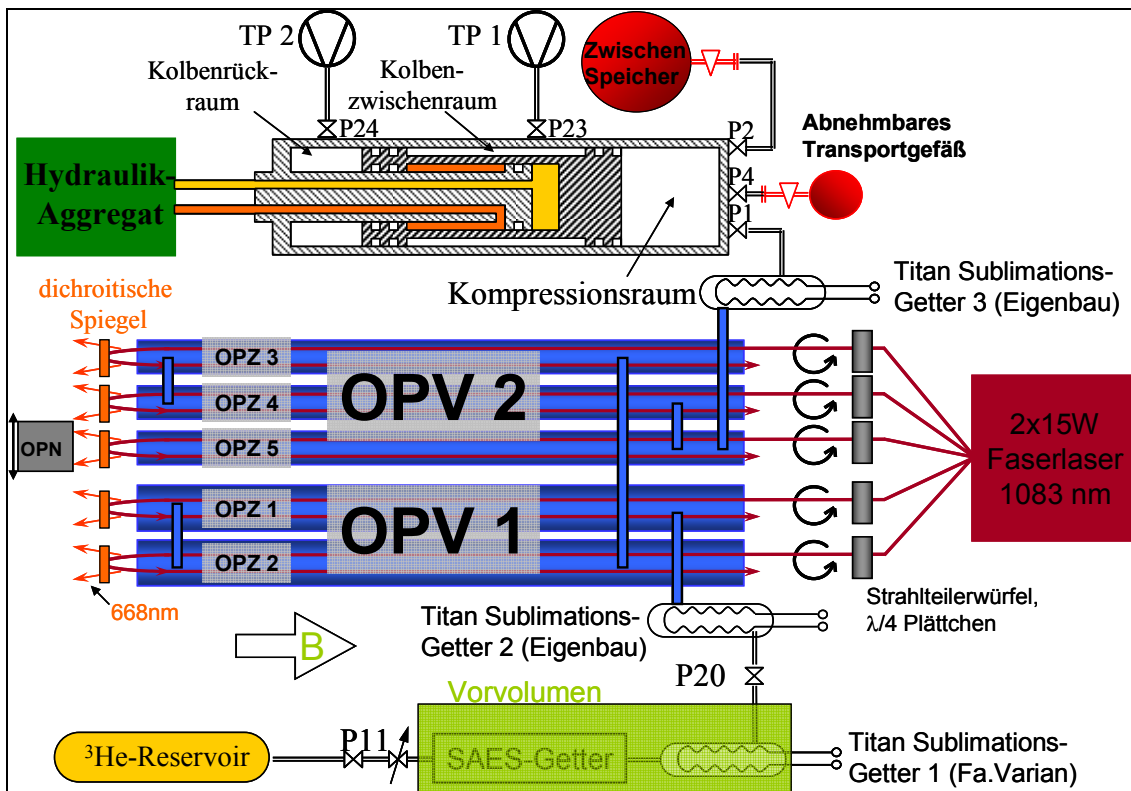 TP 2
TP 1
Kolbenrück-
raum
Kolben-
zwischenraum
Zwischen
Speicher
P24
P23
P2
Abnehmbares
Transportgefäß
Hydraulik-
Aggregat
P4
P1
Kompressionsraum
Titan Sublimations-
Getter 3 (Eigenbau)
dichroitische
Spiegel
OPZ 3
OPZ 4
OPZ 5
OPV 2
OPN
OPZ 1
OPZ 2
OPV 1
2x15W
Faserlaser
1083 nm
668nm
Strahlteilerwürfel,
λ/4 Plättchen
Titan Sublimations-
Getter 2 (Eigenbau)
B
P20
Vorvolumen
³He-Reservoir
P11
SAES-Getter
Titan Sublimations-
Getter 1 (Fa.Varian)